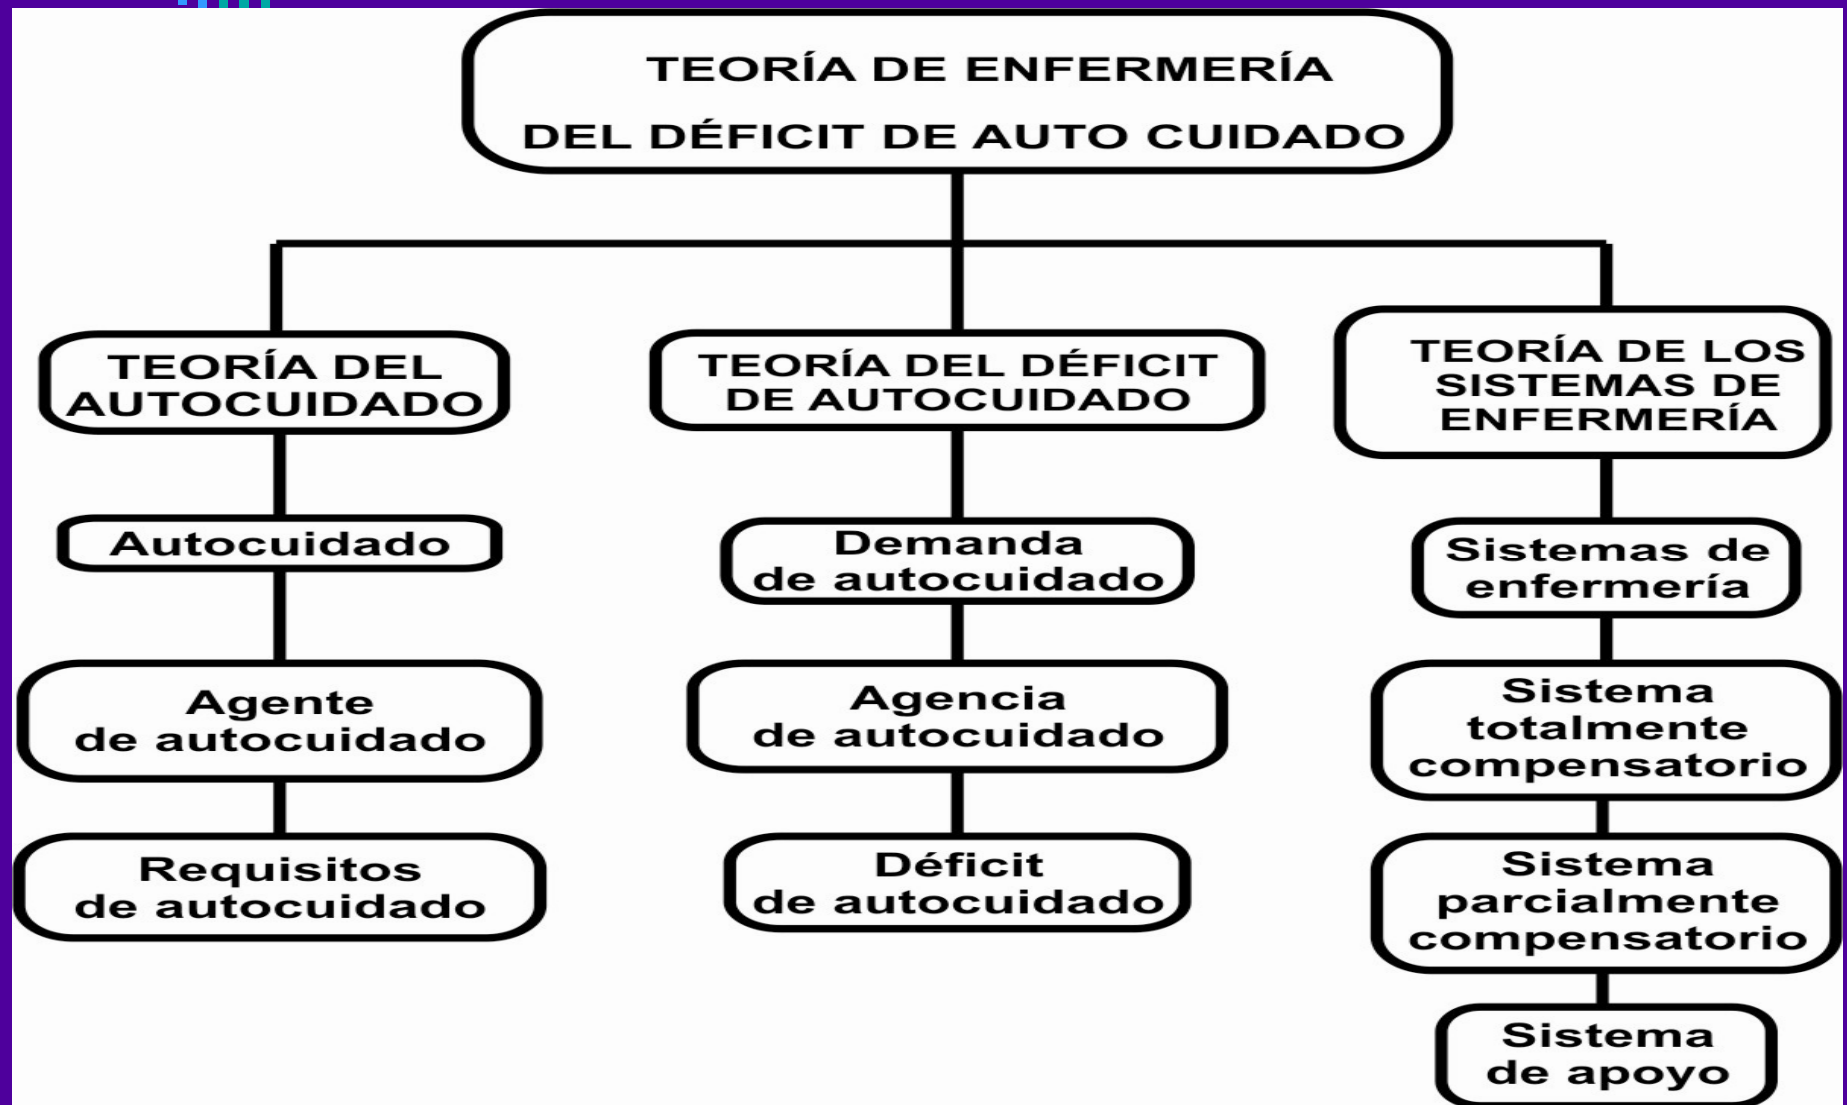 TEORÍA DE ENFERMERÍA
DEL DÉFICIT DE AUTO CUIDADO
TEORÍA DEL
AUTOCUIDADO
Autocuidado
Agente
de autocuidado
Requisitos
de autocuidado
TEORÍA DEL DÉFICIT
DE AUTOCUIDADO
Demanda
de autocuidado
Agencia
de autocuidado
Déficit
de autocuidado
TEORÍA DE LOS
SISTEMAS DE
ENFERMERÍA
Sistemas de
enfermería
Sistema
totalmente
compensatorio
Sistema
parcialmente
compensatorio
Sistema
de apoyo